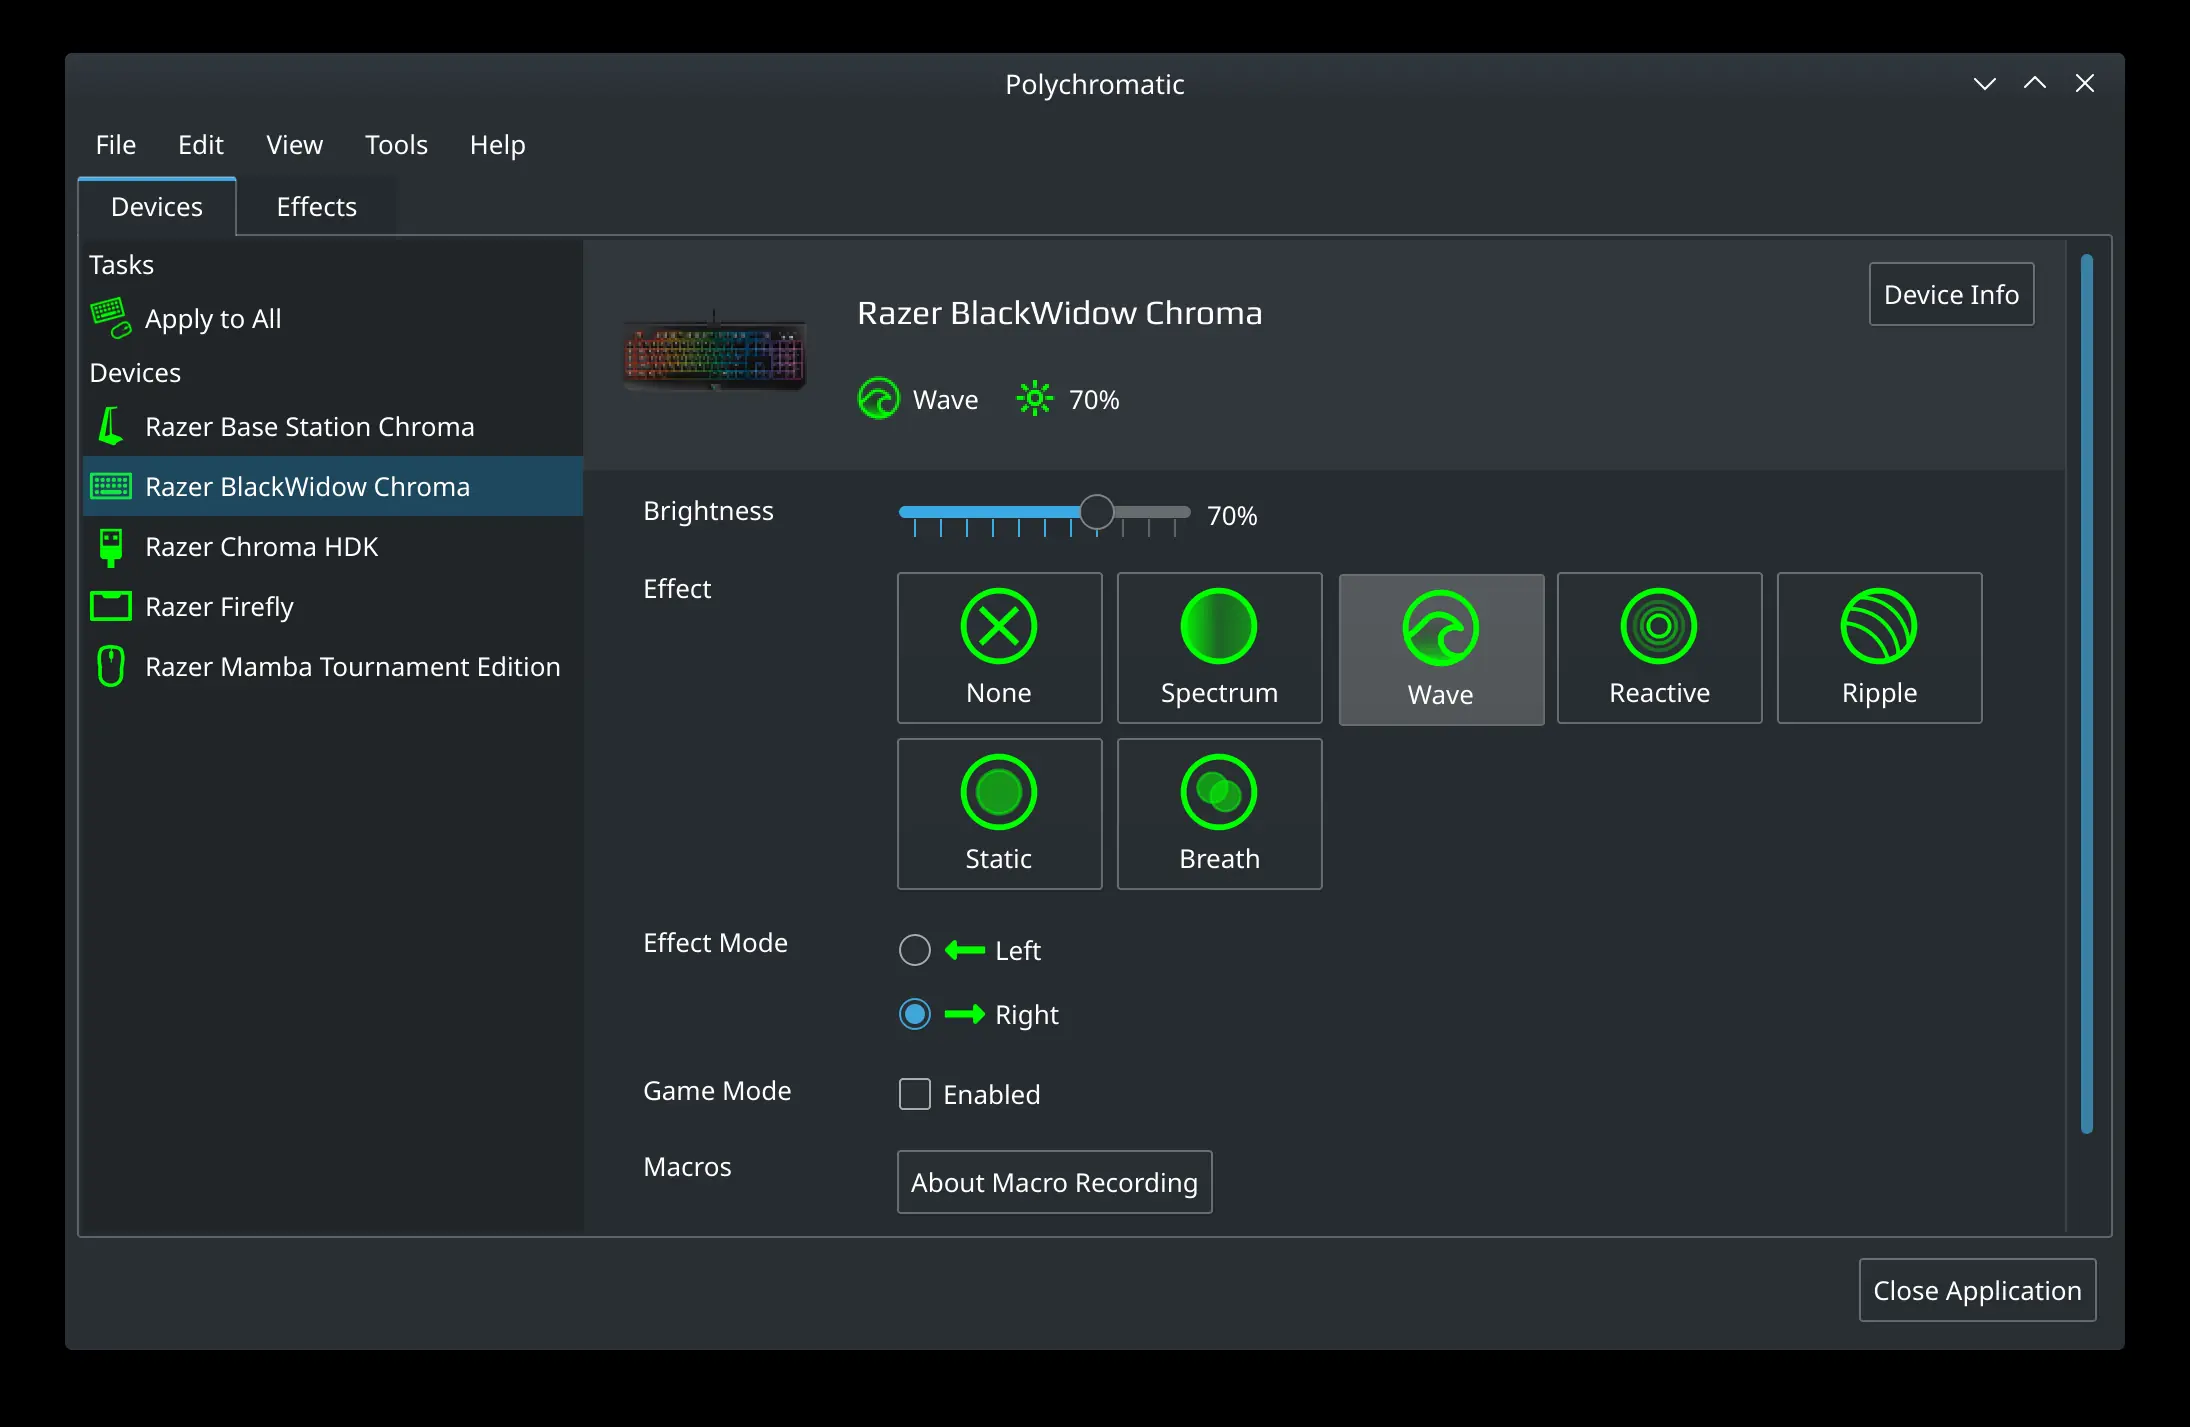 Polychromatic
File Edit View Tools Help
Devices Effects
Tasks
Apply to All
Devices
Razer Base Station Chroma
Razer BlackWidow Chroma
Razer Chroma HDK
Razer Firefly
Razer Mamba Tournament Edition
Razer BlackWidow Chroma
Device Info
Wave 70%
Brightness 70%
Effect
None Spectrum Wave Reactive Ripple
Static Breath
Effect Mode
Left
Right
Game Mode Enabled
Macros About Macro Recording
Close Application